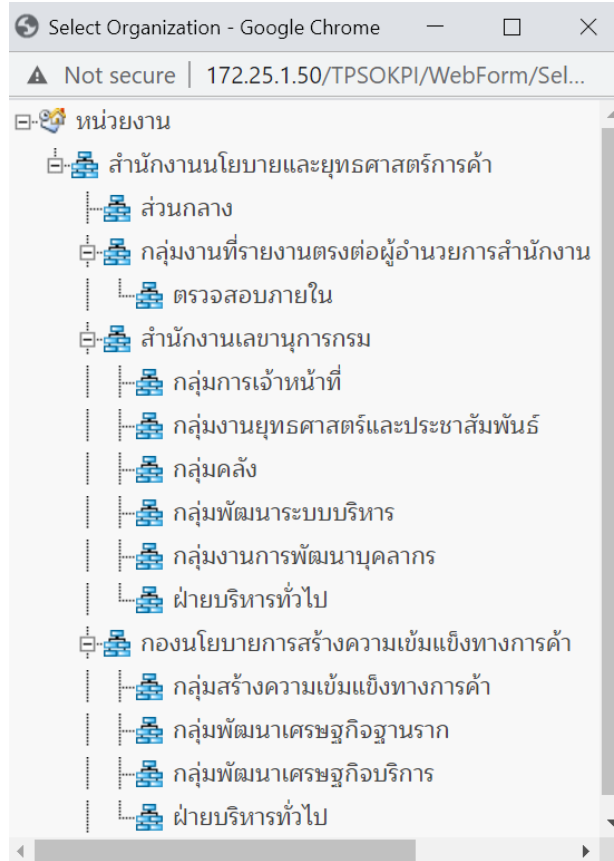 Select Organization - Google Chrome
Not secure | 172.25.1.50/TPSOKPI/WebForm/Sel...
หน่วยงาน
สำนักงานนโยบายและยุทธศาสตร์การค้า
ส่วนกลาง
กลุ่มงานที่รายงานตรงต่อผู้อำนวยการสำนักงาน
ตรวจสอบภายใน
สำนักงานเลขานุการกรม
กลุ่มการเจ้าหน้าที่
กลุ่มงานยุทธศาสตร์และประชาสัมพันธ์
กลุ่มคลัง
กลุ่มพัฒนาระบบบริหาร
กลุ่มงานการพัฒนาบุคลากร
ฝ่ายบริหารทั่วไป
กองนโยบายการสร้างความเข้มแข็งทางการค้า
กลุ่มสร้างความเข้มแข็งทางการค้า
กลุ่มพัฒนาเศรษฐกิจฐานราก
กลุ่มพัฒนาเศรษฐกิจบริการ
ฝ่ายบริหารทั่วไป